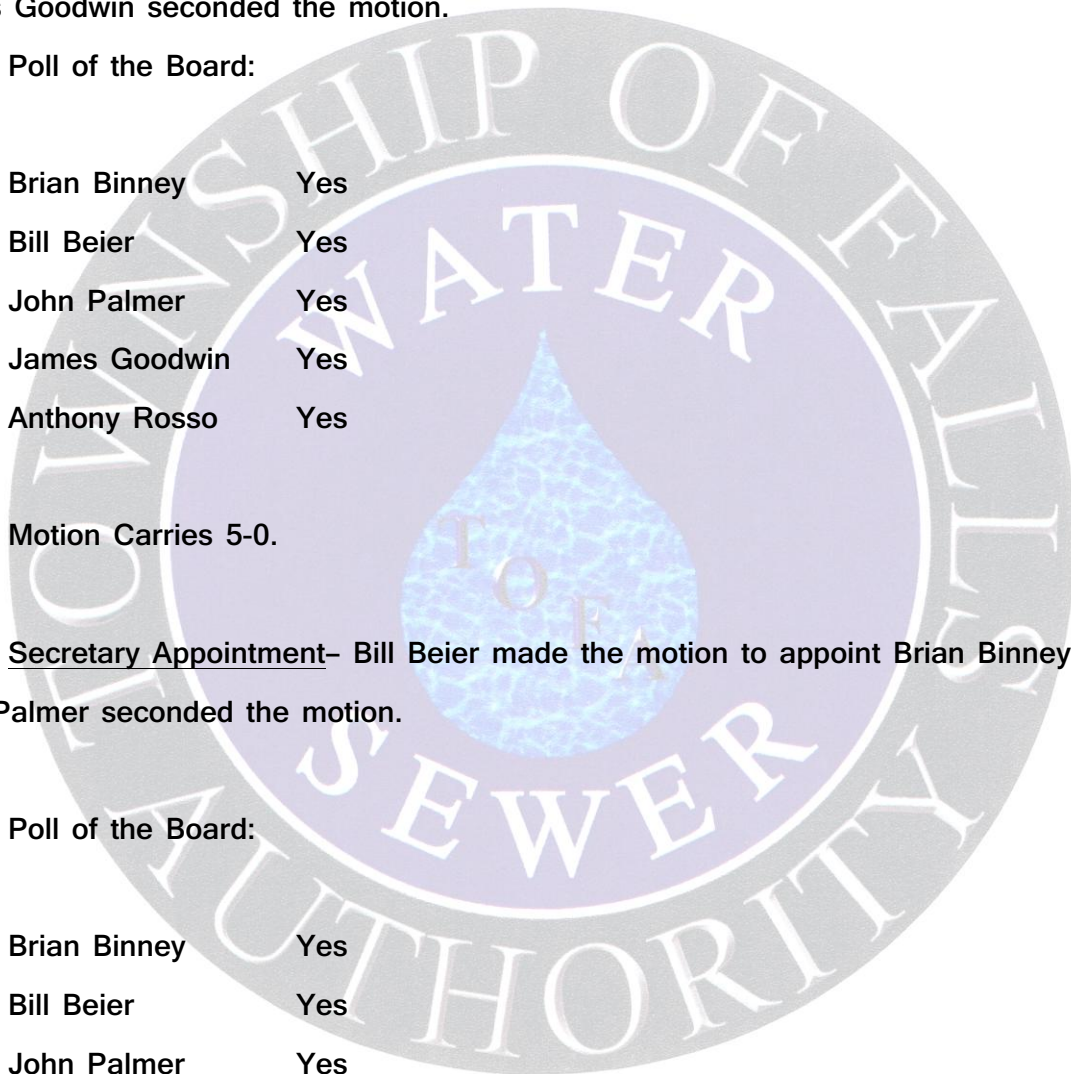 s Goodwin seconded the motion.
Poll of the Board:
Brian Binney Yes
Bill Beier Yes
John Palmer Yes
James Goodwin Yes
Anthony Rosso Yes
Motion Carries 5-0.
Secretary Appointment– Bill Beier made the motion to appoint Brian Binney
Palmer seconded the motion.
Poll of the Board:
Brian Binney Yes
Bill Beier Yes
John Palmer Yes
TOWNSHIP OF FALLS
AUTHORITY
WATER
SEWER
TOFA